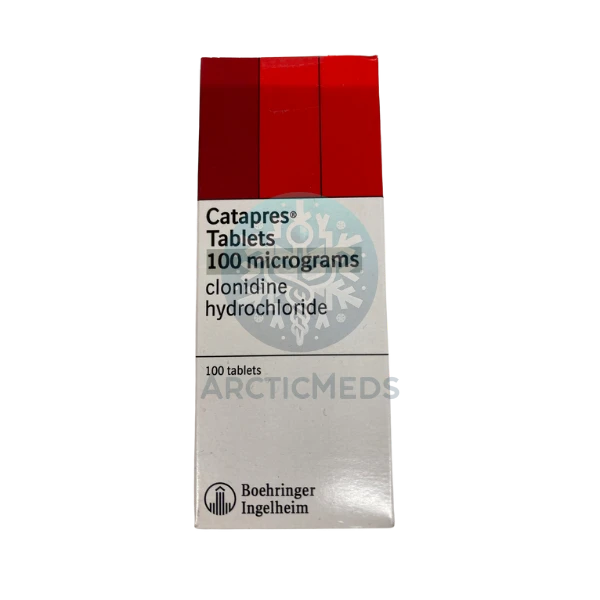 Catapres®
Tablets
100 micrograms
clonidine
hydrochloride
100 tablets
ARCTICMEDS
Boehringer
Ingelheim